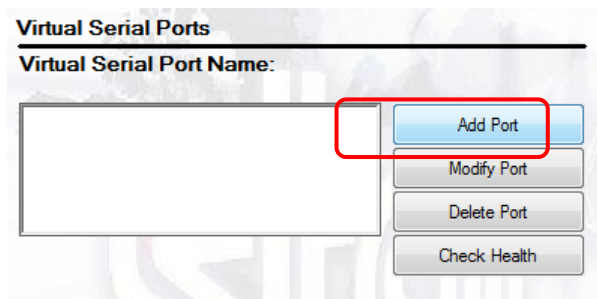 Virtual Serial Ports
Virtual Serial Port Name:
Add Port
Modify Port
Delete Port
Check Health